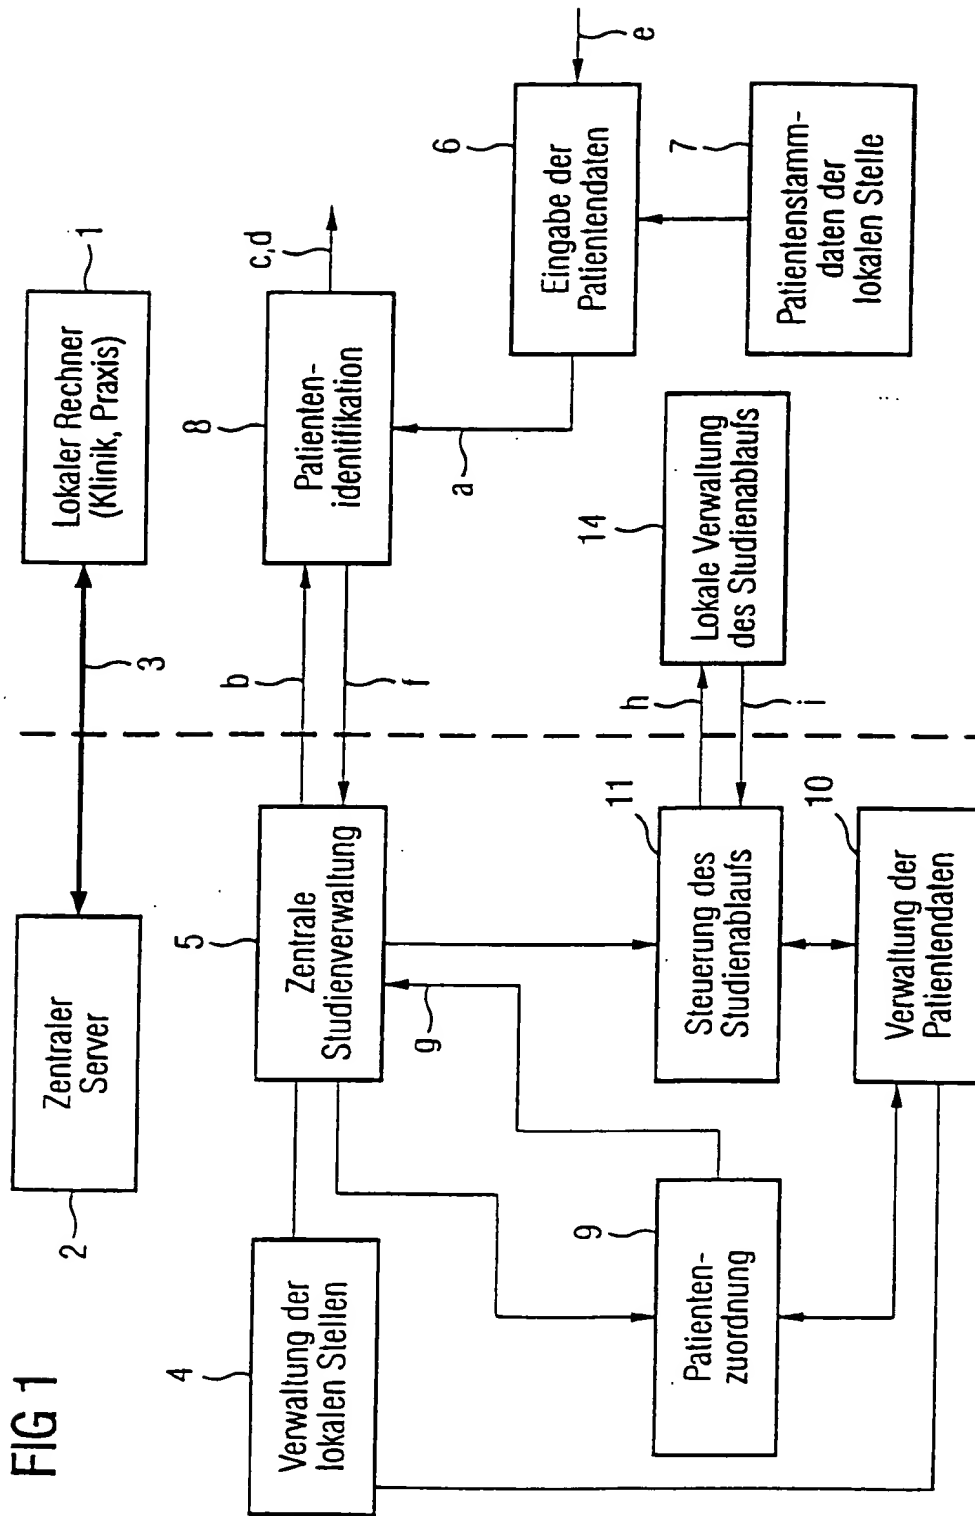 FIG 1
2
Zentraler
Server
3
1
Lokaler Rechner
(Klinik, Praxis)
4
Verwaltung der
lokalen Stellen
5
Zentrale
Studienverwaltung
b
f
8
Patienten-
identifikation
c,d
a
6
Eingabe der
Patientendaten
e
7
Patientenstamm-
daten der
lokalen Stelle
g
9
Patienten-
zuordnung
11
Steuerung des
Studienablaufs
h
i
14
Lokale Verwaltung
des Studienablaufs
10
Verwaltung der
Patientendaten